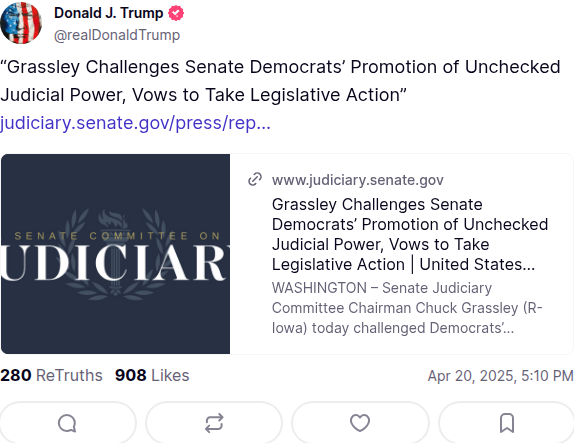 Donald J. Trump
@realDonaldTrump
“Grassley Challenges Senate Democrats’ Promotion of Unchecked
Judicial Power, Vows to Take Legislative Action”
judiciary.senate.gov/press/rep...
SENATE COMMITTEE ON
UDICIAR
www.judiciary.senate.gov
Grassley Challenges Senate
Democrats’ Promotion of Unchecked
Judicial Power, Vows to Take
Legislative Action | United States...
WASHINGTON – Senate Judiciary
Committee Chairman Chuck Grassley (R-
Iowa) today challenged Democrats’...
280 ReTruths 908 Likes
Apr 20, 2025, 5:10 PM